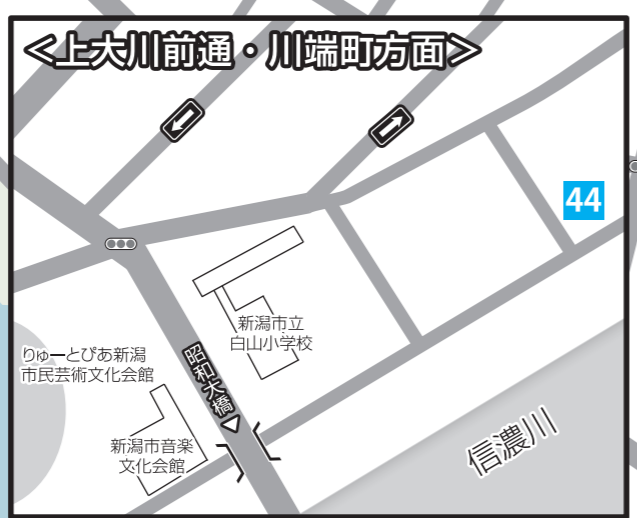 ＜上大川前通・川端町方面＞
44
新潟市立
白山小学校
りゅーとぴあ新潟
市民芸術文化会館
昭和大橋
新潟市音楽
文化会館
信濃川